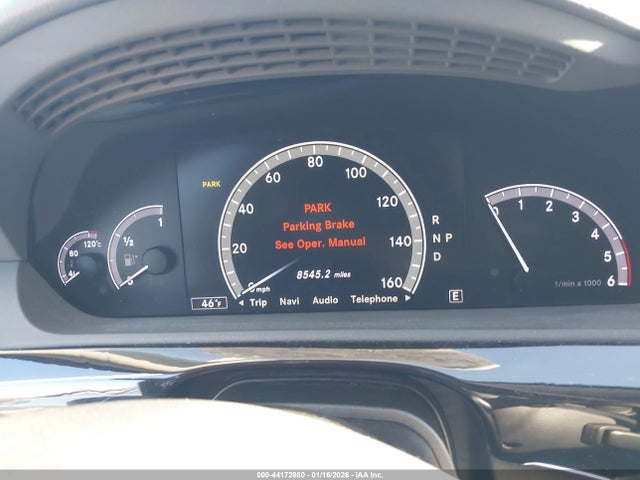 PARK
PARK
Parking Brake
See Oper. Manual
8545.2 miles
0 20 40 60 80 100 120 140 160
mph
Trip Navi Audio Telephone
46°F
120°C
80
1
½
R
N P
D
E
0 1 2 3 4 5 6
1/min x 1000
000-44172880 | 01/16/2026 - IAA Inc.